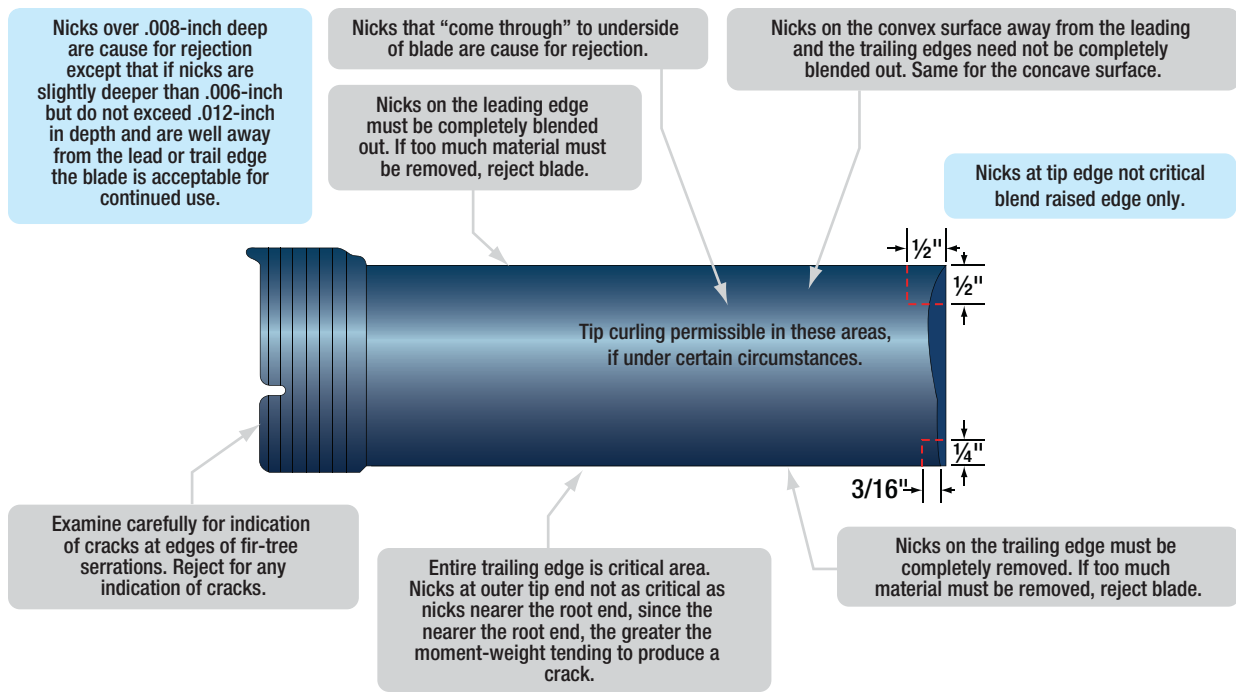 Nicks over .008-inch deep
are cause for rejection
except that if nicks are
slightly deeper than .006-inch
but do not exceed .012-inch
in depth and are well away
from the lead or trail edge
the blade is acceptable for
continued use.
Nicks that “come through” to underside
of blade are cause for rejection.
Nicks on the convex surface away from the leading
and the trailing edges need not be completely
blended out. Same for the concave surface.
Nicks on the leading edge
must be completely blended
out. If too much material must
be removed, reject blade.
Nicks at tip edge not critical
blend raised edge only.
½"
½"
Tip curling permissible in these areas,
if under certain circumstances.
¼"
3/16"
Examine carefully for indication
of cracks at edges of fir-tree
serrations. Reject for any
indication of cracks.
Entire trailing edge is critical area.
Nicks at outer tip end not as critical as
nicks nearer the root end, since the
nearer the root end, the greater the
moment-weight tending to produce a
crack.
Nicks on the trailing edge must be
completely removed. If too much
material must be removed, reject blade.